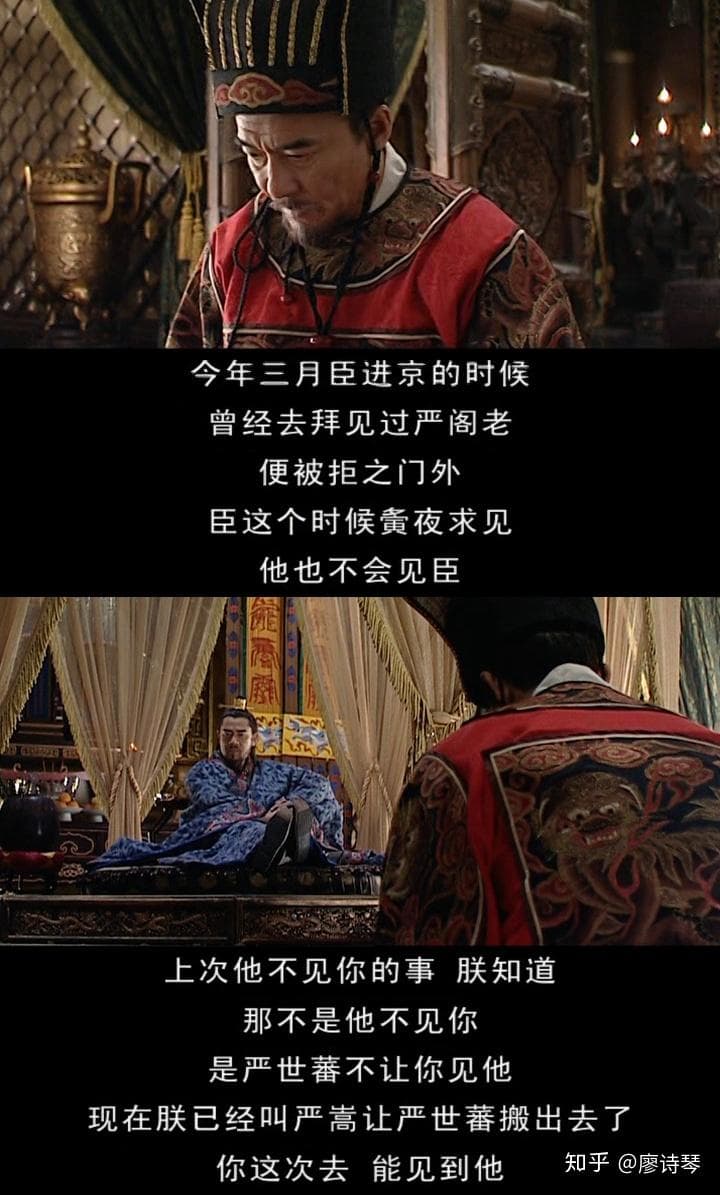 今年三月臣进京的时候
曾经去拜见过严阁老
便被拒之门外
臣这个时候夤夜求见
他也不会见臣
上次他不见你的事 朕知道
那不是他不见你
是严世蕃不让你见他
现在朕已经叫严嵩让严世蕃搬出去了
你这次去 能见到他
知乎 @廖诗琴